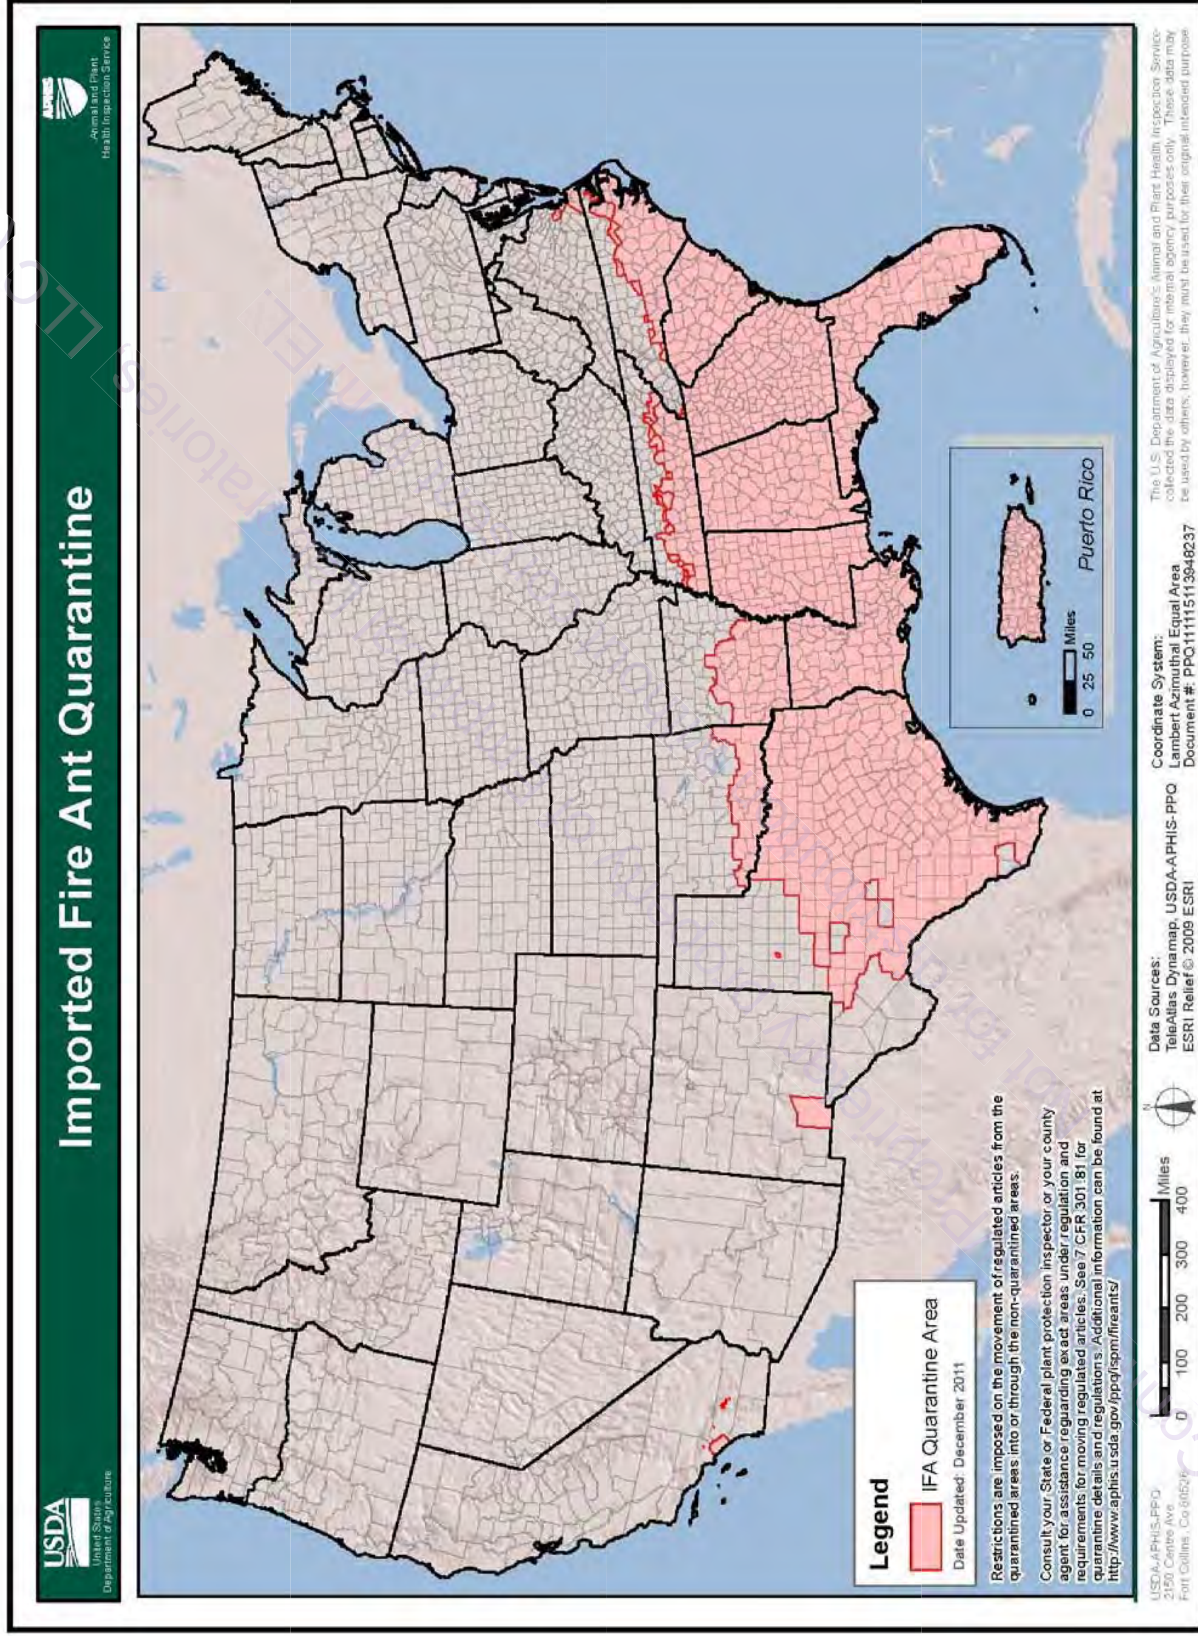 USDA
United States
Department of Agriculture
Imported Fire Ant Quarantine
APHIS
Animal and Plant
Health Inspection Service
Legend
IFA Quarantine Area
Date Updated: December 2011
Restrictions are imposed on the movement of regulated articles from the
quarantined areas into or through the non-quarantined areas.
Consult your State or Federal plant protection inspector or your county
agent for assistance reguarding exact areas under regulation and
requirements for moving regulated articles. See 7 CFR 301.81 for
quarantine details and regulations. Additional information can be found at
http://www.aphis.usda.gov/ppq/ispm/fireants/
0 25 50 Miles
Puerto Rico
USDA-APHIS-PPQ
2150 Centre Ave.
Fort Collins, Co 80526
0 100 200 300 400 Miles
N
Data Sources:
TeleAtlas Dynamap, USDA-APHIS-PPQ
ESRI Relief © 2009 ESRI
Coordinate System:
Lambert Azimuthal Equal Area
Document #: PPQ111115113948237
The U.S. Department of Agriculture's Animal and Plant Health Inspection Service
collected the data displayed for internal agency purposes only. These data may
be used by others, however, they must be used for their original intended purpose